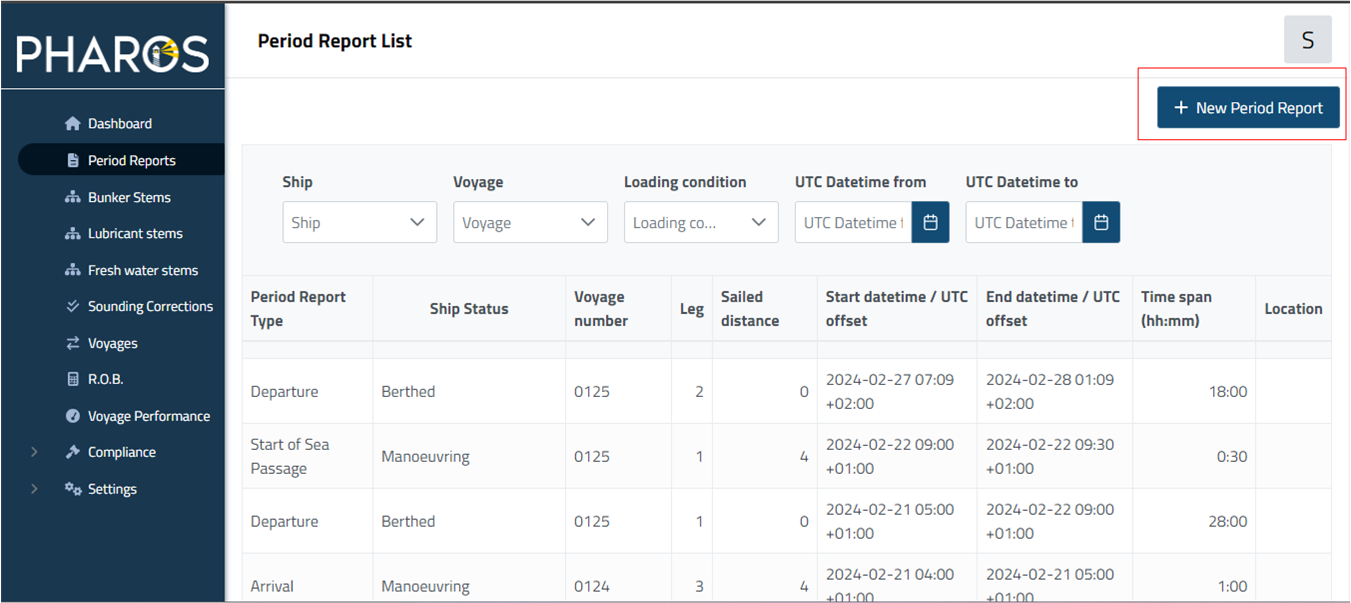 PHAROS
Period Report List
S
New Period Report
Dashboard
Period Reports
Bunker Stems
Lubricant stems
Fresh water stems
Sounding Corrections
Voyages
R.O.B.
Voyage Performance
Compliance
Settings
Ship Voyage Loading condition UTC Datetime from UTC Datetime to
Ship Voyage Loading co... UTC Datetime f UTC Datetime t
Period Report Voyage Sailed Start datetime / UTC End datetime / UTC Time span
Type Ship Status number Leg distance offset offset (hh:mm) Location
2024-02-27 07:09 2024-02-28 01:09
Departure Berthed 0125 2 0 18:00
+02:00 +02:00
Start of Sea 2024-02-22 09:00 2024-02-22 09:30
Manoeuvring 0125 1 4 0:30
Passage +01:00 +01:00
2024-02-21 05:00 2024-02-22 09:00
Departure Berthed 0125 1 0 28:00
+01:00 +01:00
2024-02-21 04:00 2024-02-21 05:00
Arrival Manoeuvring 0124 3 4 1:00
+01:00 +01:00